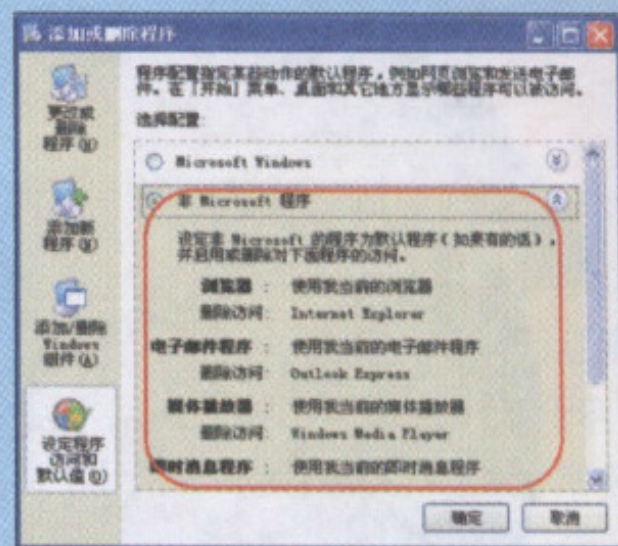 添加或删除程序
更改或
删除
程序(H)
添加新
程序(N)
添加/删除
Windows
组件(A)
设定程序
访问和
默认值(O)
程序配置指定某些动作的默认程序，例如网页浏览和发送电子邮
件。在「开始」菜单、桌面和其它地方显示哪些程序可以被访问。
选择配置:
Microsoft Windows
非 Microsoft 程序
设定非 Microsoft 的程序为默认程序(如果有的话)，
并启用或删除对下面程序的访问。
浏览器 : 使用我当前的浏览器
删除访问: Internet Explorer
电子邮件程序 : 使用我当前的电子邮件程序
删除访问: Outlook Express
媒体播放器 : 使用我当前的媒体播放器
删除访问: Windows Media Player
即时消息程序 : 使用我当前的即时消息程序
确定
取消